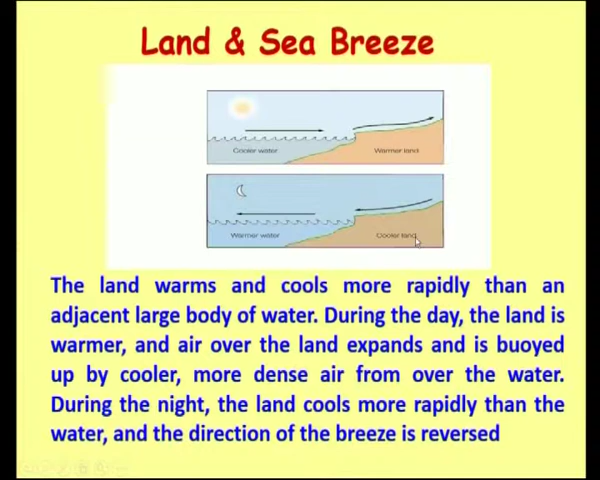 Land & Sea Breeze
Cooler water
Warmer land
Warmer water
Cooler land
The land warms and cools more rapidly than an
adjacent large body of water. During the day, the land is
warmer, and air over the land expands and is buoyed
up by cooler, more dense air from over the water.
During the night, the land cools more rapidly than the
water, and the direction of the breeze is reversed